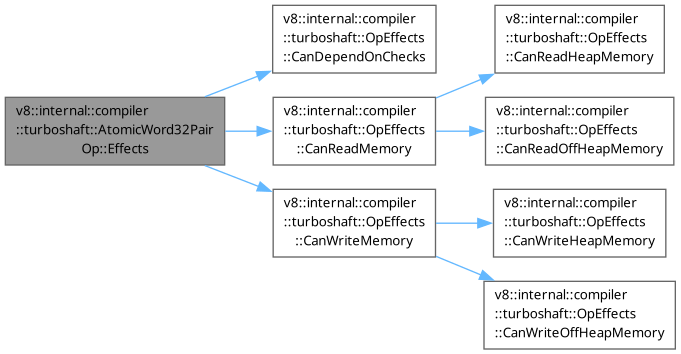 v8::internal::compiler
::turboshaft::AtomicWord32Pair
Op::Effects
v8::internal::compiler
::turboshaft::OpEffects
::CanDependOnChecks
v8::internal::compiler
::turboshaft::OpEffects
::CanReadMemory
v8::internal::compiler
::turboshaft::OpEffects
::CanReadHeapMemory
v8::internal::compiler
::turboshaft::OpEffects
::CanReadOffHeapMemory
v8::internal::compiler
::turboshaft::OpEffects
::CanWriteMemory
v8::internal::compiler
::turboshaft::OpEffects
::CanWriteHeapMemory
v8::internal::compiler
::turboshaft::OpEffects
::CanWriteOffHeapMemory